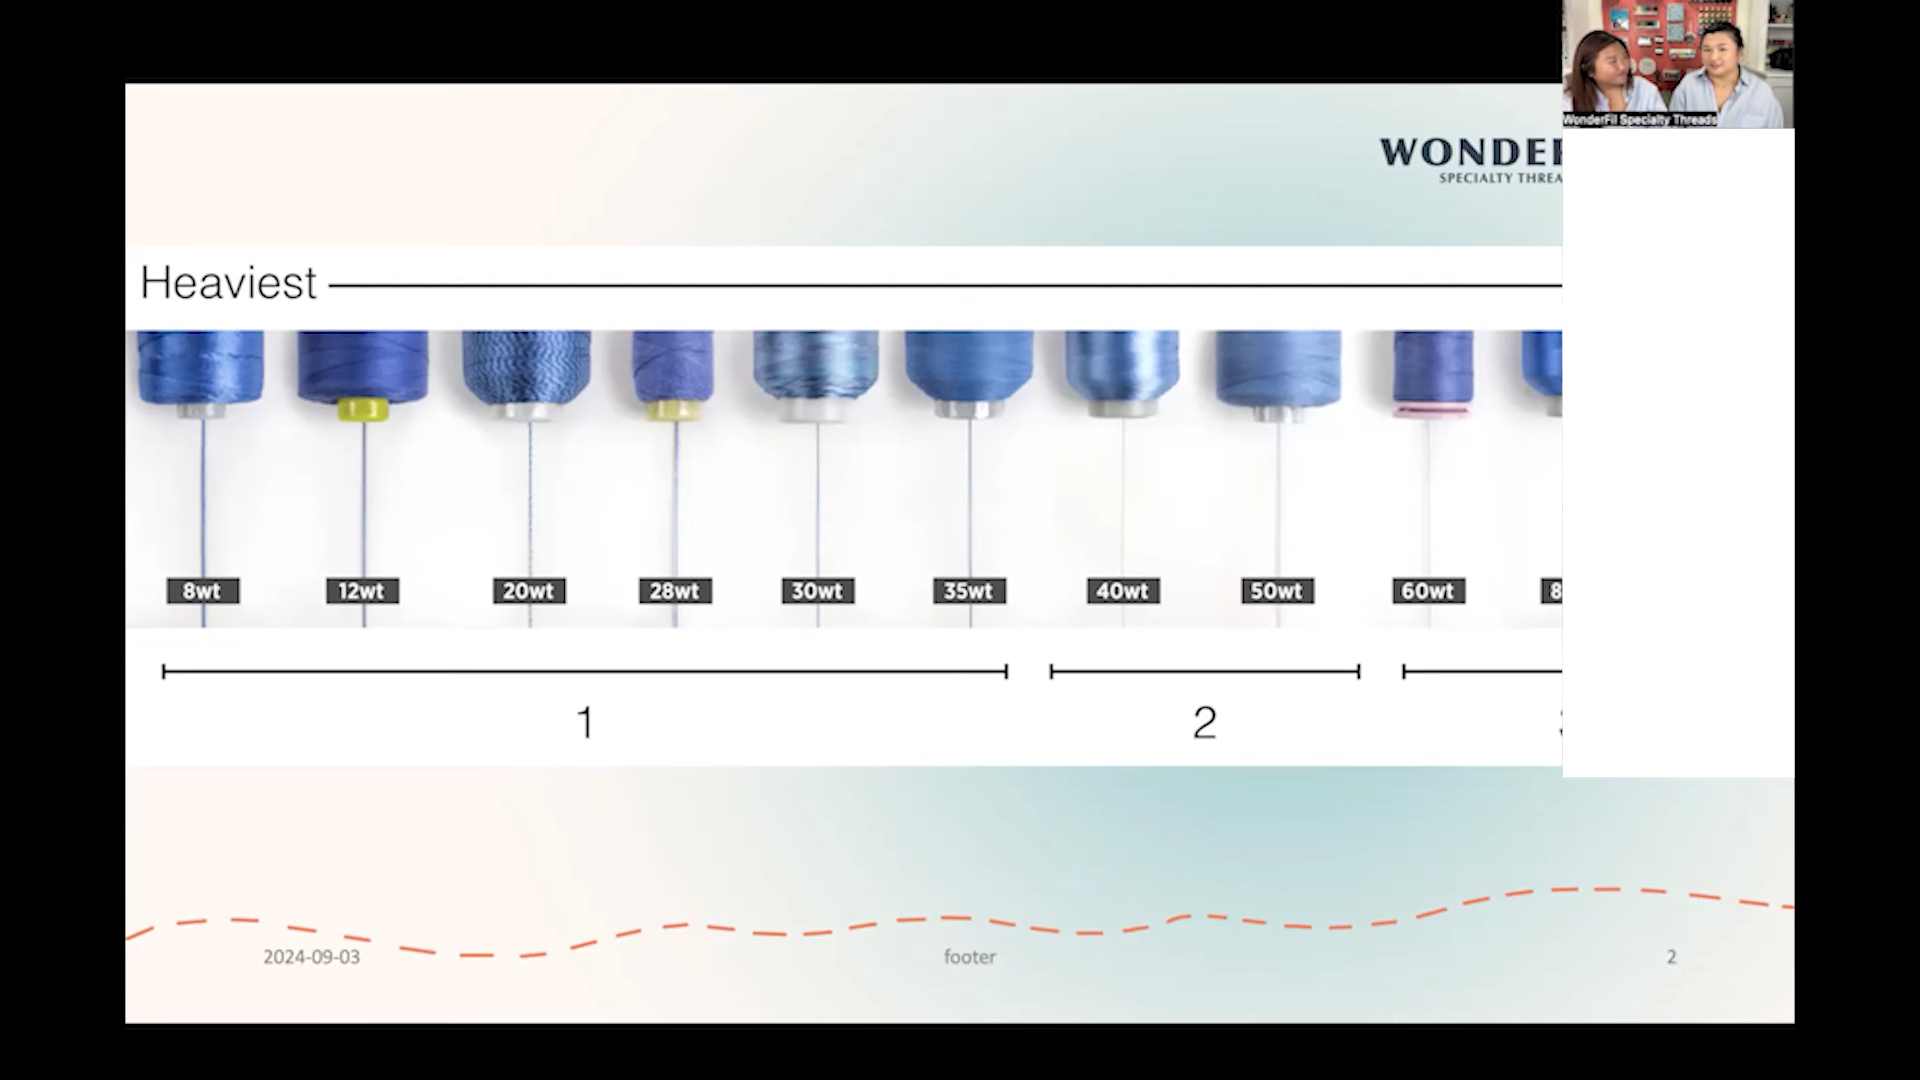 WonderFil Specialty Threads
WONDER
SPECIALTY THREA
Heaviest
8wt 12wt 20wt 28wt 30wt 35wt 40wt 50wt 60wt 8
1 2
2024-09-03 footer 2